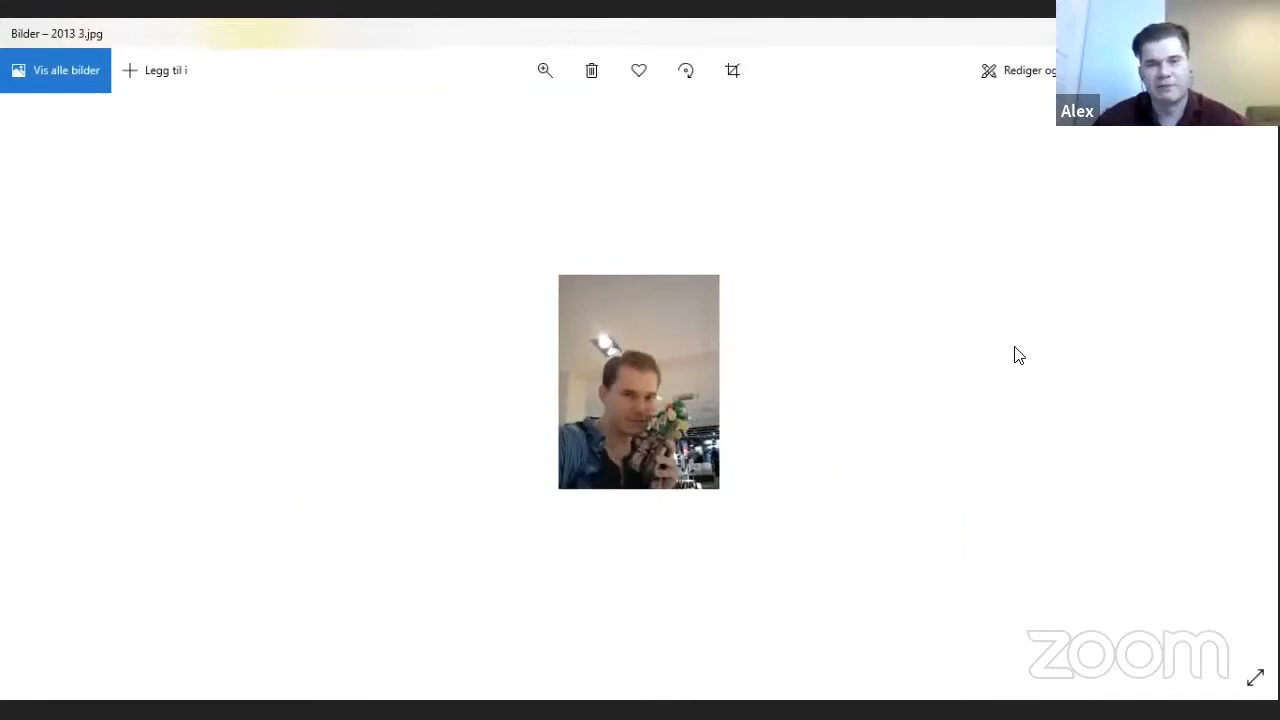 Bilder – 2013 3.jpg
Vis alle bilder
Legg til i
Rediger og
Alex
zoom